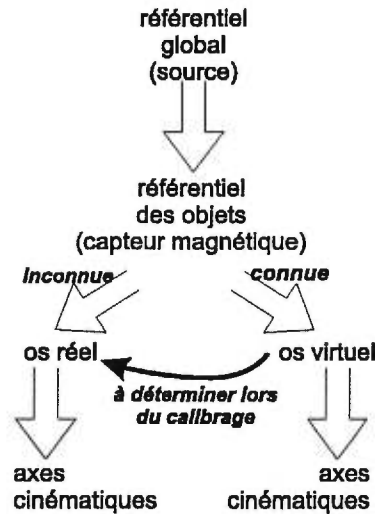 référentiel
global
(source)
référentiel
des objets
(capteur magnétique)
inconnue connue
os réel os virtuel
à déterminer lors
du calibrage
axes axes
cinématiques cinématiques